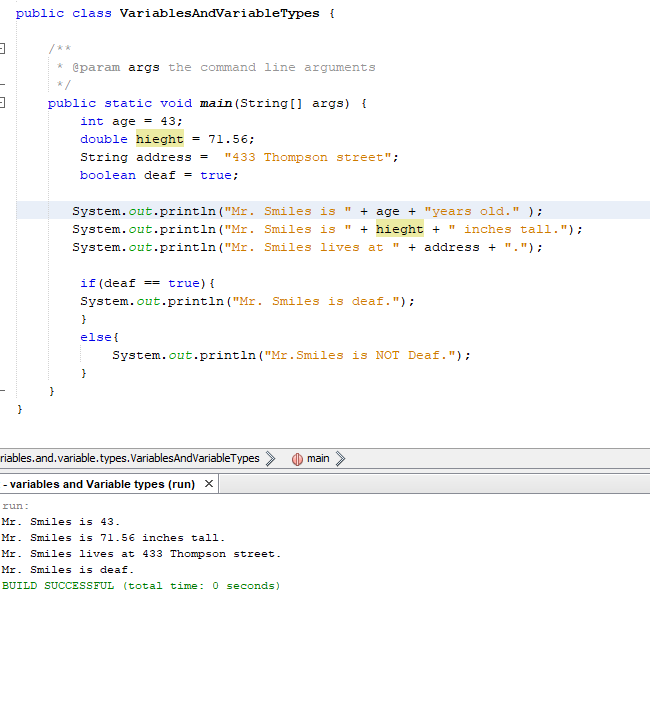 public class VariablesAndVariableTypes {
/**
* @param args the command line arguments
*/
public static void main(String[] args) {
int age = 43;
double hieght = 71.56;
String address =  "433 Thompson street";
boolean deaf = true;
System.out.println("Mr. Smiles is " + age + "years old." );
System.out.println("Mr. Smiles is " + hieght + " inches tall.");
System.out.println("Mr. Smiles lives at " + address + ".");
if(deaf == true){
System.out.println("Mr. Smiles is deaf.");
}
else{
System.out.println("Mr.Smiles is NOT Deaf.");
}
}
}
riables.and.variable.types.VariablesAndVariableTypes main
- variables and Variable types (run) ×
run:
Mr. Smiles is 43.
Mr. Smiles is 71.56 inches tall.
Mr. Smiles lives at 433 Thompson street.
Mr. Smiles is deaf.
BUILD SUCCESSFUL (total time: 0 seconds)